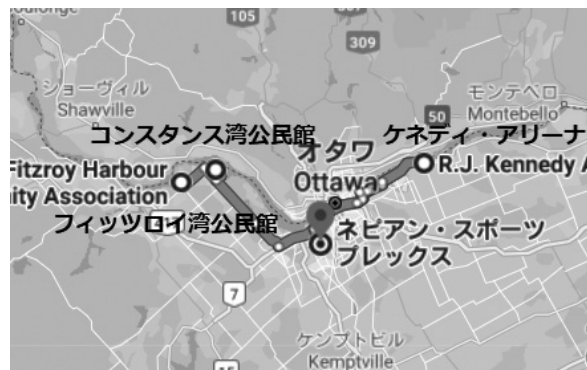 105
309
ショーヴィル
Shawville
モンテベロ
50
Montebello
コンスタンス湾公民館
ケネディ・アリーナ
オタワ
Ottawa
Fitzroy Harbour
R.J. Kennedy A
ity Association
フィッツロイ湾公民館
ネピアン・スポーツ
プレックス
7
ケンプトビル
Kemptville